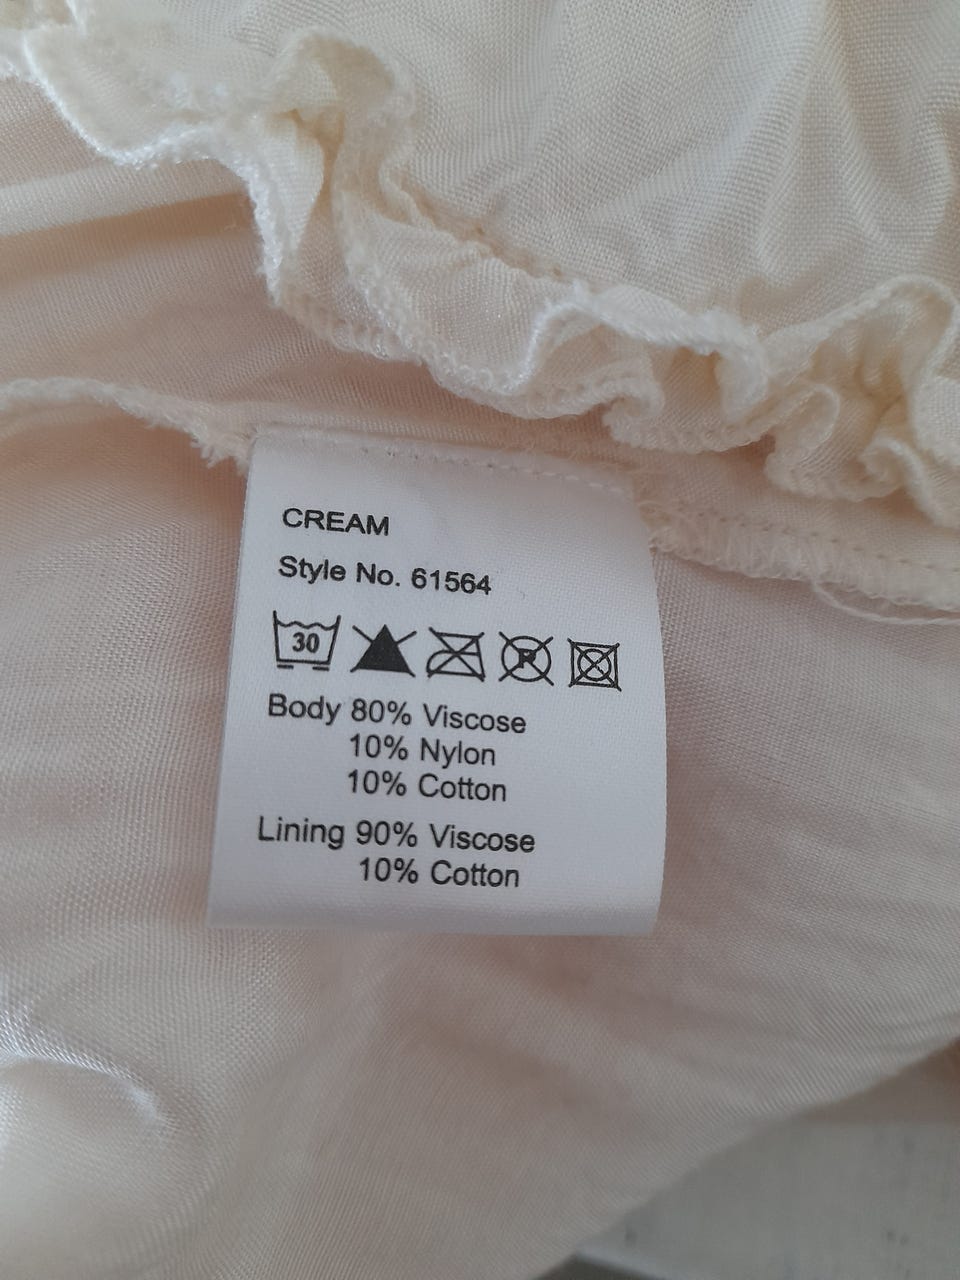 CREAM
Style No. 61564
30 P
Body 80% Viscose
10% Nylon
10% Cotton
Lining 90% Viscose
10% Cotton